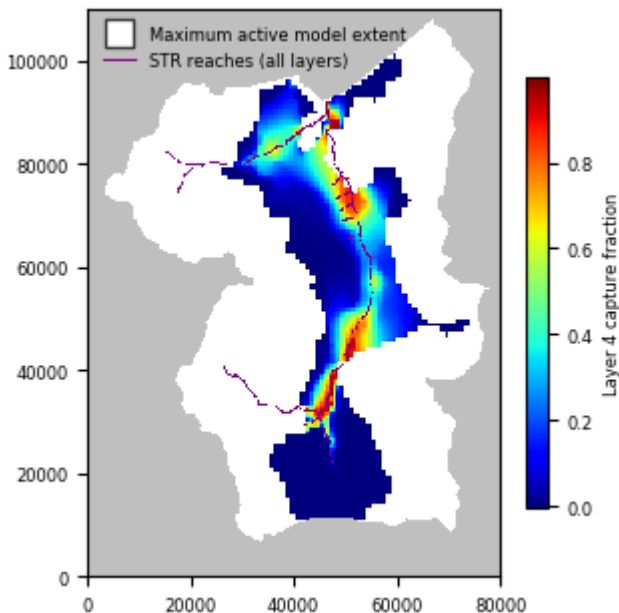 Maximum active model extent
STR reaches (all layers)
100000
80000
60000
40000
20000
0
0 20000 40000 60000 80000
0.8
0.6
0.4
0.2
0.0
Layer 4 capture fraction